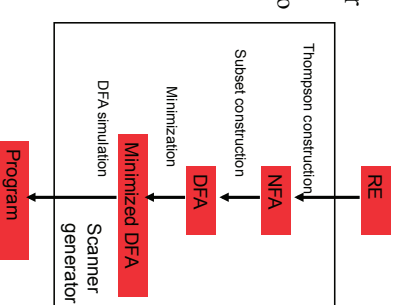 r
o
RE
Thompson construction
NFA
Subset construction
DFA
Minimization
Minimized DFA
DFA simulation
Scanner
generator
Program